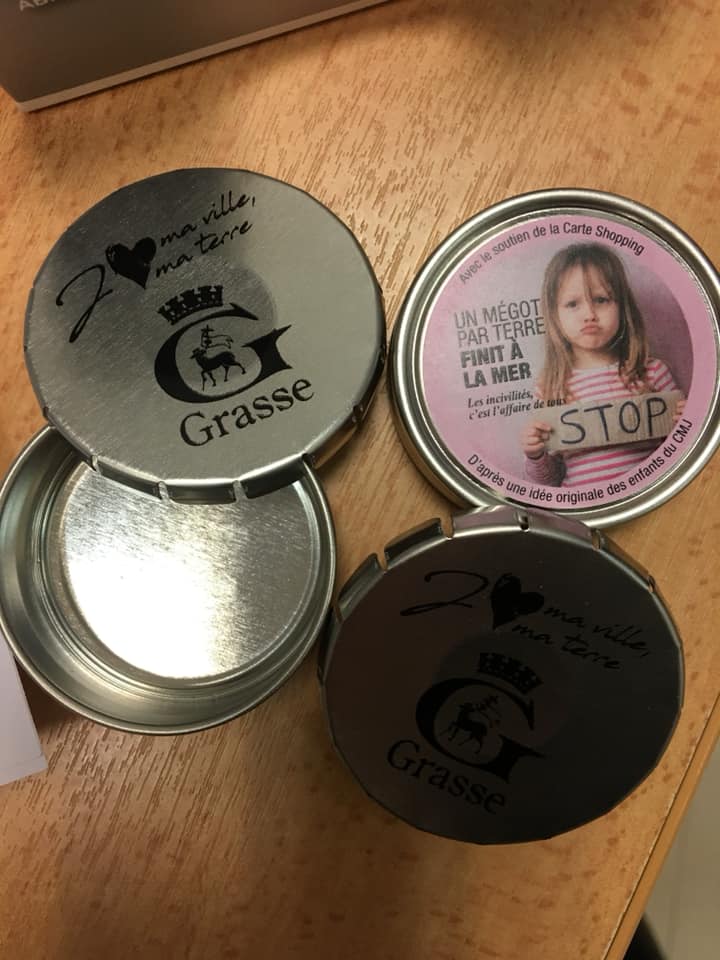 J♥ ma ville,
ma terre
G
Grasse
Avec le soutien de la Carte Shopping
UN MÉGOT
PAR TERRE
FINIT À
LA MER
Les incivilités,
c'est l'affaire de tous
STOP
D'après une idée originale des enfants du CMJ
J♥ ma ville,
ma terre
G
Grasse